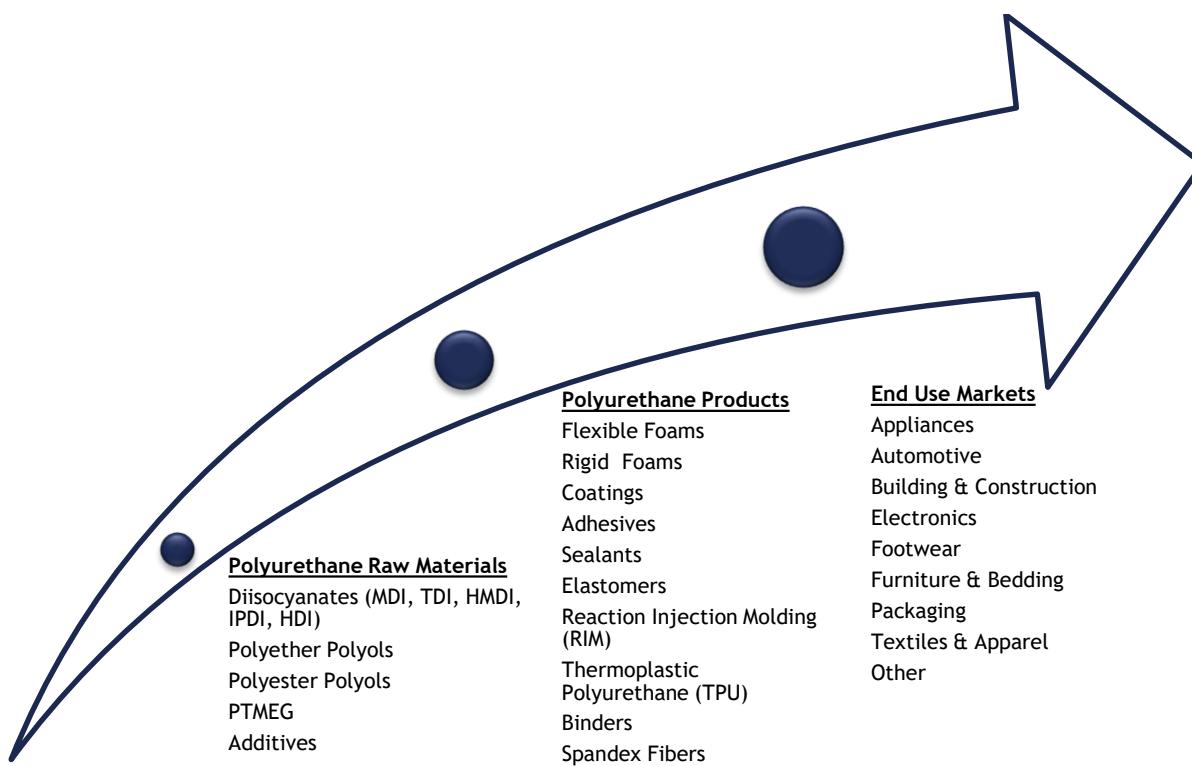 Polyurethane Raw Materials
Diisocyanates (MDI, TDI, HMDI,
IPDI, HDI)
Polyether Polyols
Polyester Polyols
PTMEG
Additives
Polyurethane Products
Flexible Foams
Rigid  Foams
Coatings
Adhesives
Sealants
Elastomers
Reaction Injection Molding
(RIM)
Thermoplastic
Polyurethane (TPU)
Binders
Spandex Fibers
End Use Markets
Appliances
Automotive
Building & Construction
Electronics
Footwear
Furniture & Bedding
Packaging
Textiles & Apparel
Other